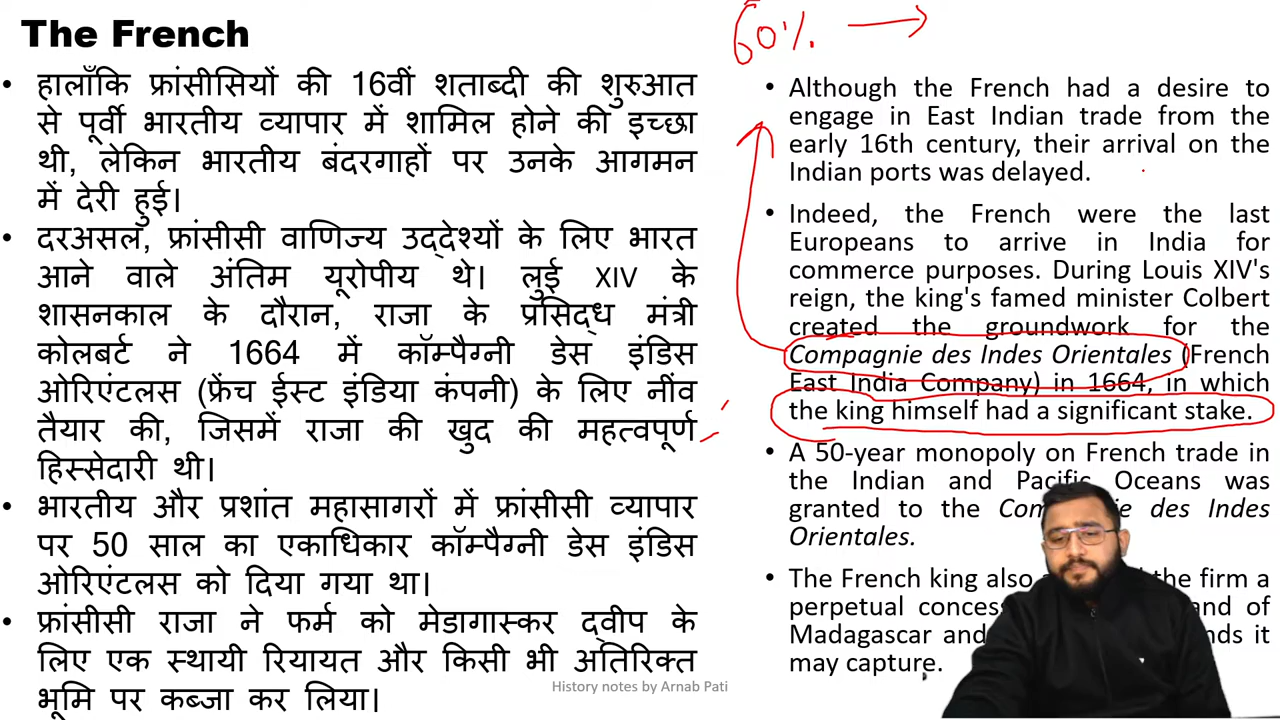 The French
• हालाँकि फ्रांसीसियों की 16वीं शताब्दी की शुरुआत
से पूर्वी भारतीय व्यापार में शामिल होने की इच्छा
थी, लेकिन भारतीय बंदरगाहों पर उनके आगमन
में देरी हुई।
• दरअसल, फ्रांसीसी वाणिज्य उद्देश्यों के लिए भारत
आने वाले अंतिम यूरोपीय थे। लुई XIV के
शासनकाल के दौरान, राजा के प्रसिद्ध मंत्री
कोलबर्ट ने 1664 में कॉम्पैग्नी डेस इंडिस
ओरिएंटलस (फ्रेंच ईस्ट इंडिया कंपनी) के लिए नींव
तैयार की, जिसमें राजा की खुद की महत्वपूर्ण
हिस्सेदारी थी।
• भारतीय और प्रशांत महासागरों में फ्रांसीसी व्यापार
पर 50 साल का एकाधिकार कॉम्पैग्नी डेस इंडिस
ओरिएंटलस को दिया गया था।
• फ्रांसीसी राजा ने फर्म को मेडागास्कर द्वीप के
लिए एक स्थायी रियायत और किसी भी अतिरिक्त
भूमि पर कब्जा कर लिया।
60%
• Although the French had a desire to
engage in East Indian trade from the
early 16th century, their arrival on the
Indian ports was delayed.
• Indeed, the French were the last
Europeans to arrive in India for
commerce purposes. During Louis XIV's
reign, the king's famed minister Colbert
created the groundwork for the
Compagnie des Indes Orientales (French
East India Company) in 1664, in which
the king himself had a significant stake.
• A 50-year monopoly on French trade in
the Indian and Pacific Oceans was
granted to the des Indes
Orientales.
• The French king also the firm a
perpetual of
Madagascar and it
may capture.
History notes by Arnab Pati